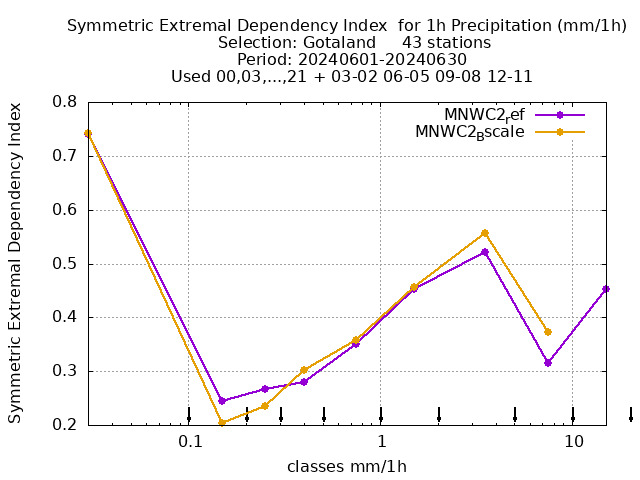 Symmetric Extremal Dependency Index  for 1h Precipitation (mm/1h)
Selection: Gotaland     43 stations
Period: 20240601-20240630
Used 00,03,...,21 + 03-02 06-05 09-08 12-11
MNWC2ref
MNWC2Bscale
Symmetric Extremal Dependency Index
0.8
0.7
0.6
0.5
0.4
0.3
0.2
0.1
1
10
classes mm/1h